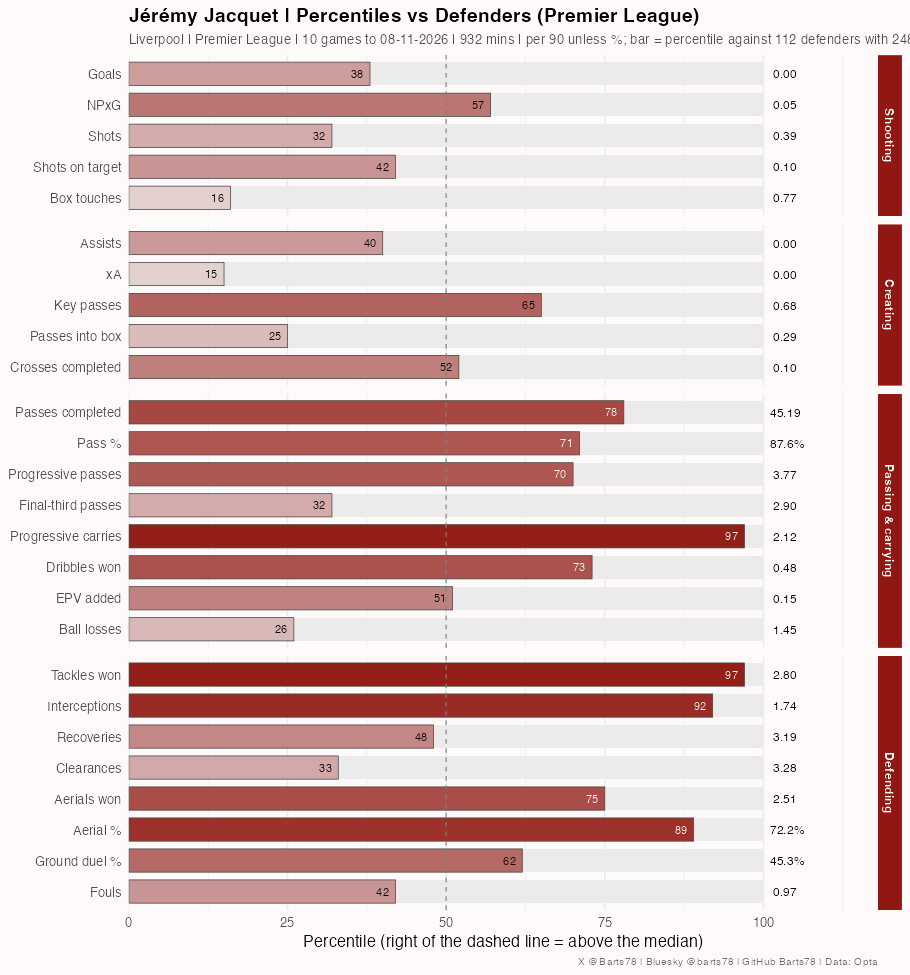 Jérémy Jacquet | Percentiles vs Defenders (Premier League)
Liverpool | Premier League | 10 games to 08-11-2026 | 932 mins | per 90 unless %; bar = percentile against 112 defenders with 248
Goals 38 0.00
NPxG 57 0.05
Shots 32 0.39
Shots on target 42 0.10
Box touches 16 0.77
Shooting
Assists 40 0.00
xA 15 0.00
Key passes 65 0.68
Passes into box 25 0.29
Crosses completed 52 0.10
Creating
Passes completed 78 45.19
Pass % 71 87.6%
Progressive passes 70 3.77
Final-third passes 32 2.90
Progressive carries 97 2.12
Dribbles won 73 0.48
EPV added 51 0.15
Ball losses 26 1.45
Passing & carrying
Tackles won 97 2.80
Interceptions 92 1.74
Recoveries 48 3.19
Clearances 33 3.28
Aerials won 75 2.51
Aerial % 89 72.2%
Ground duel % 62 45.3%
Fouls 42 0.97
Defending
0 25 50 75 100
Percentile (right of the dashed line = above the median)
X @Barts78 | Bluesky @barts78 | GitHub Barts78 | Data: Opta